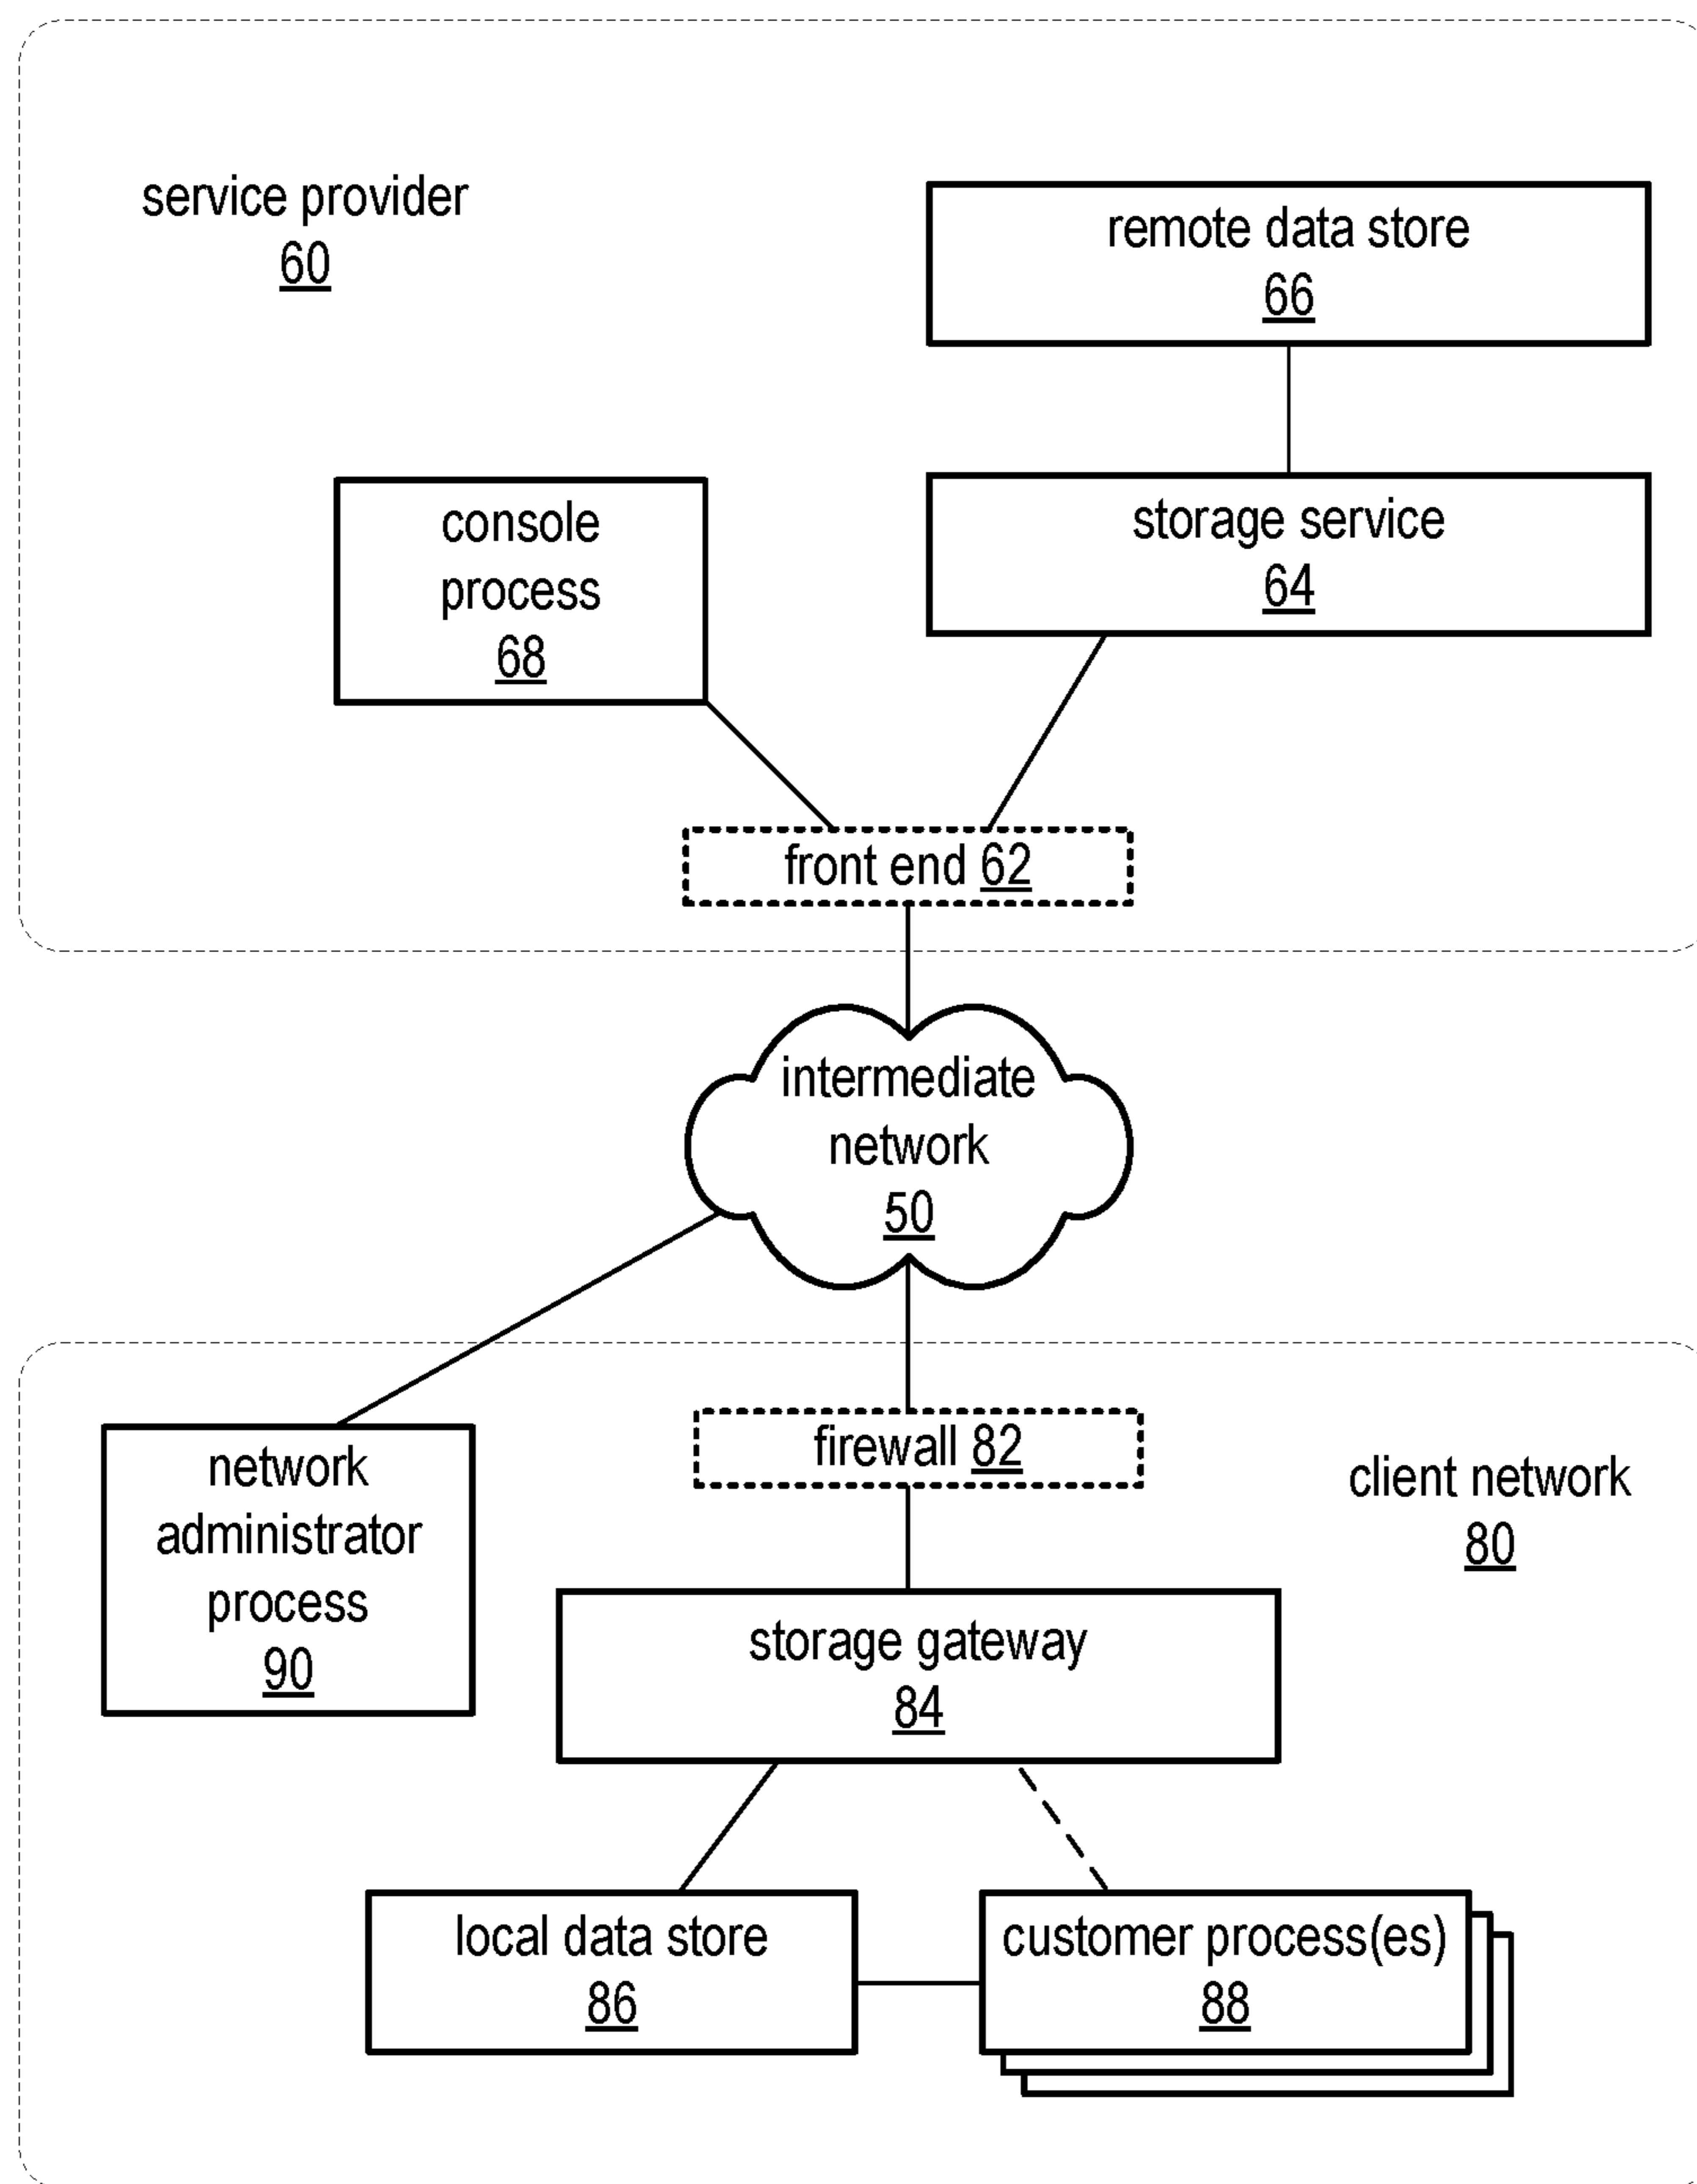 service provider
60
remote data store
66
console
process
68
storage service
64
front end 62
intermediate
network
50
network
administrator
process
90
firewall 82
client network
80
storage gateway
84
local data store
86
customer process(es)
88